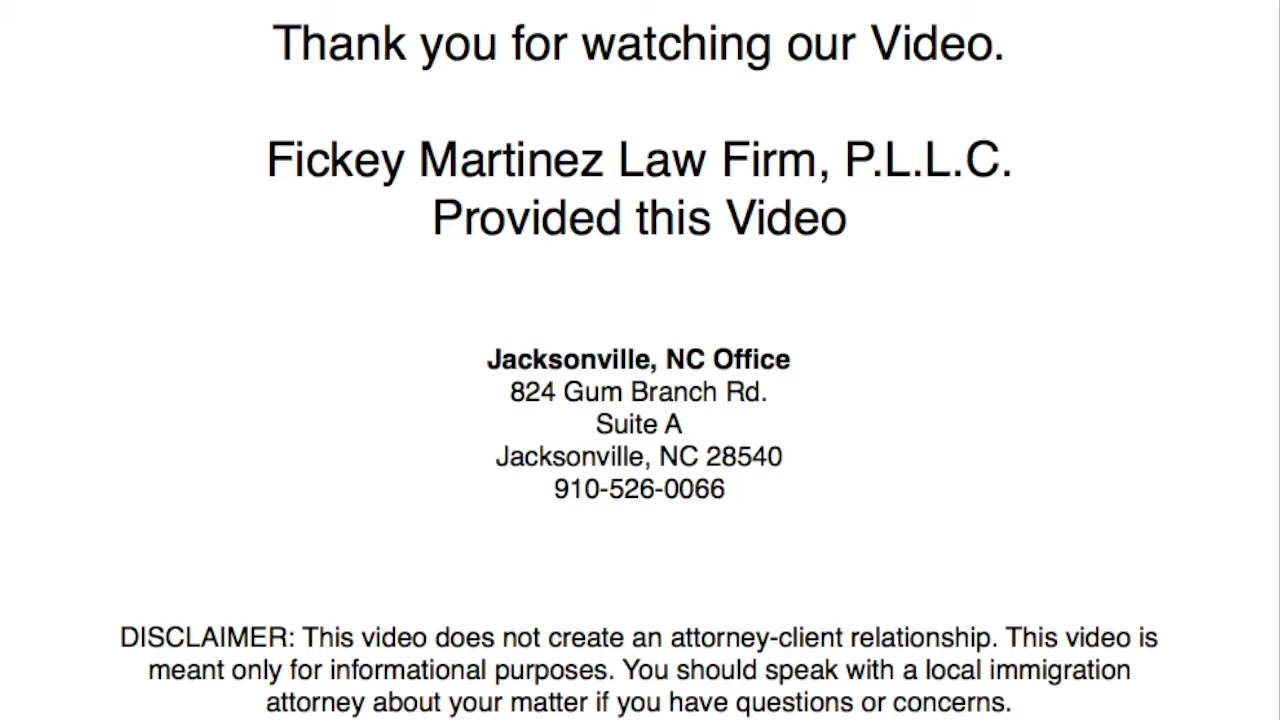 Thank you for watching our Video.
Fickey Martinez Law Firm, P.L.L.C.
Provided this Video
Jacksonville, NC Office
824 Gum Branch Rd.
Suite A
Jacksonville, NC 28540
910-526-0066
DISCLAIMER: This video does not create an attorney-client relationship. This video is
meant only for informational purposes. You should speak with a local immigration
attorney about your matter if you have questions or concerns.